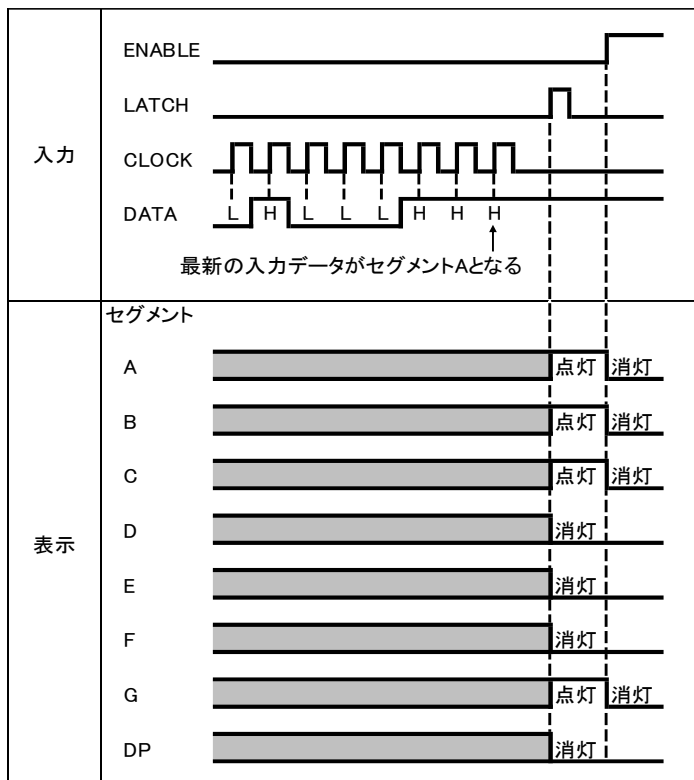 入力
ENABLE
LATCH
CLOCK
DATA
L H L L L H H H
最新の入力データがセグメントAとなる
表示
セグメント
A 点灯 消灯
B 点灯 消灯
C 点灯 消灯
D 消灯
E 消灯
F 消灯
G 点灯 消灯
DP 消灯